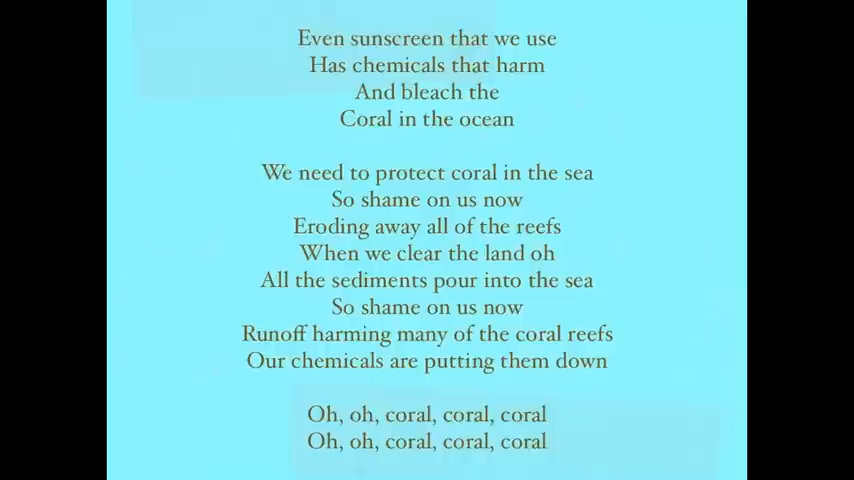 Even sunscreen that we use
Has chemicals that harm
And bleach the
Coral in the ocean
We need to protect coral in the sea
So shame on us now
Eroding away all of the reefs
When we clear the land oh
All the sediments pour into the sea
So shame on us now
Runoff harming many of the coral reefs
Our chemicals are putting them down
Oh, oh, coral, coral, coral
Oh, oh, coral, coral, coral